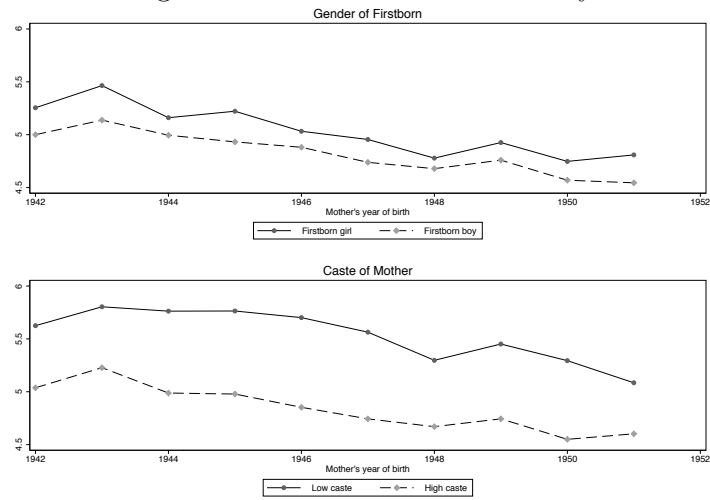 Gender of Firstborn
6
5.5
5
4.5
1942 1944 1946 1948 1950 1952
Mother's year of birth
Firstborn girl Firstborn boy
Caste of Mother
6
5.5
5
4.5
1942 1944 1946 1948 1950 1952
Mother's year of birth
Low caste High caste